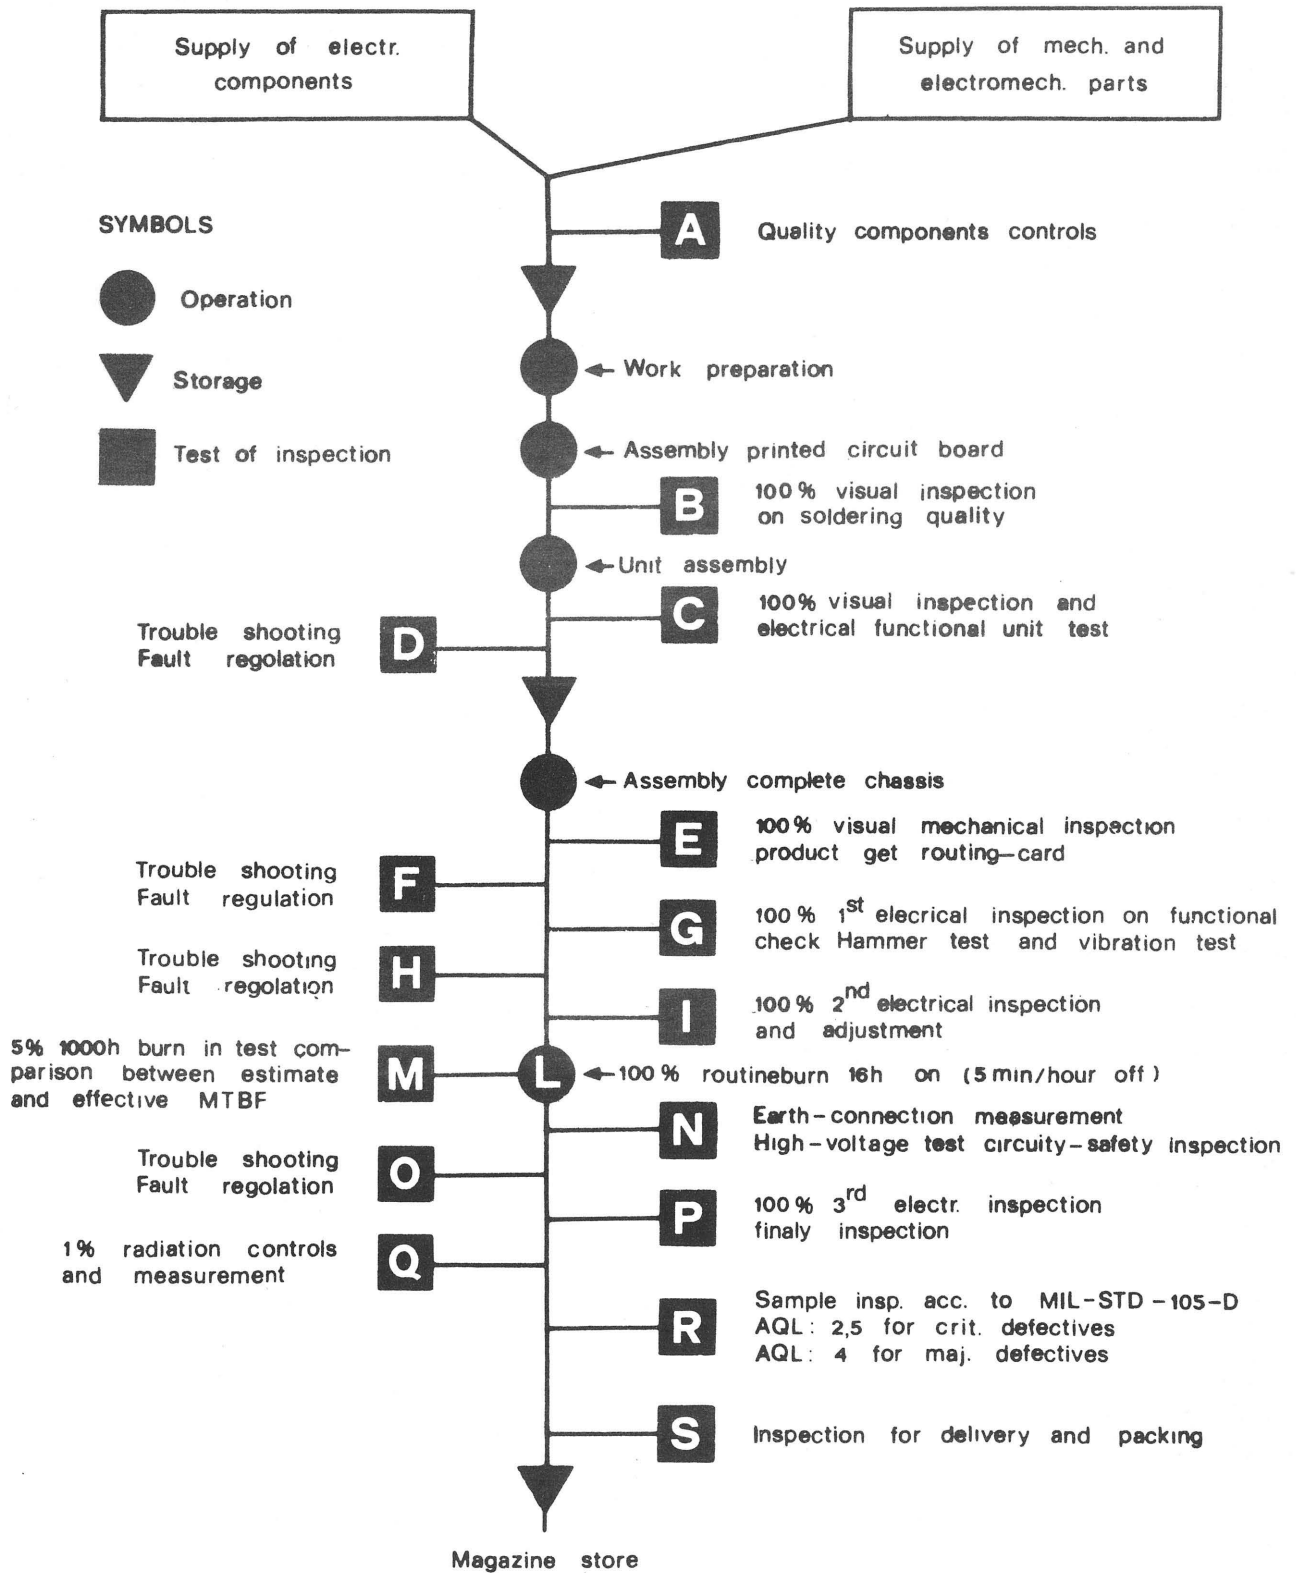 Supply of electr.
components
Supply of mech. and
electromech. parts
SYMBOLS
Operation
Storage
Test of inspection
A
Quality components controls
Work preparation
Assembly printed circuit board
B
100% visual inspection
on soldering quality
Unit assembly
C
100% visual inspection and
electrical functional unit test
Trouble shooting
Fault regolation
D
Assembly complete chassis
E
100% visual mechanical inspection
product get routing-card
Trouble shooting
Fault regulation
F
G
100% 1st elecrical inspection on functional
check Hammer test and vibration test
Trouble shooting
Fault regolation
H
I
100% 2nd electrical inspection
and adjustment
5% 1000h burn in test com-
parison between estimate
and effective MTBF
M
L
100% routineburn 16h on (5 min/hour off)
N
Earth-connection measurement
High-voltage test circuity-safety inspection
Trouble shooting
Fault regolation
O
P
100% 3rd electr. inspection
finaly inspection
1% radiation controls
and measurement
Q
R
Sample insp. acc. to MIL-STD-105-D
AQL: 2,5 for crit. defectives
AQL: 4 for maj. defectives
S
Inspection for delivery and packing
Magazine store